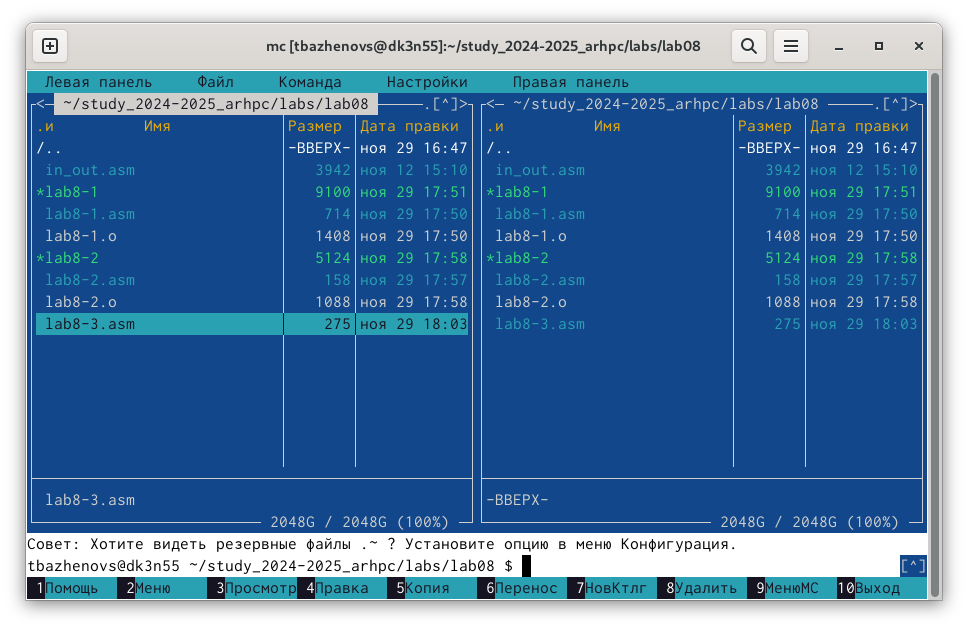 mc [tbazhenovs@dk3n55]:~/study_2024-2025_arhpc/labs/lab08
Левая панель Файл Команда Настройки Правая панель
<─ ~/study_2024-2025_arhpc/labs/lab08 ─.[^]> <─ ~/study_2024-2025_arhpc/labs/lab08 ─.[^]>
.и Имя Размер Дата правки .и Имя Размер Дата правки
/.. -ВВЕРХ- ноя 29 16:47 /.. -ВВЕРХ- ноя 29 16:47
in_out.asm 3942 ноя 12 15:10 in_out.asm 3942 ноя 12 15:10
*lab8-1 9100 ноя 29 17:51 *lab8-1 9100 ноя 29 17:51
lab8-1.asm 714 ноя 29 17:50 lab8-1.asm 714 ноя 29 17:50
lab8-1.o 1408 ноя 29 17:50 lab8-1.o 1408 ноя 29 17:50
*lab8-2 5124 ноя 29 17:58 *lab8-2 5124 ноя 29 17:58
lab8-2.asm 158 ноя 29 17:57 lab8-2.asm 158 ноя 29 17:57
lab8-2.o 1088 ноя 29 17:58 lab8-2.o 1088 ноя 29 17:58
lab8-3.asm 275 ноя 29 18:03 lab8-3.asm 275 ноя 29 18:03
lab8-3.asm -ВВЕРХ-
2048G / 2048G (100%) 2048G / 2048G (100%)
Совет: Хотите видеть резервные файлы .~ ? Установите опцию в меню Конфигурация.
tbazhenovs@dk3n55 ~/study_2024-2025_arhpc/labs/lab08 $ [^]
1Помощь 2Меню 3Просмотр 4Правка 5Копия 6Перенос 7НовКтлг 8Удалить 9МенюМС 10Выход